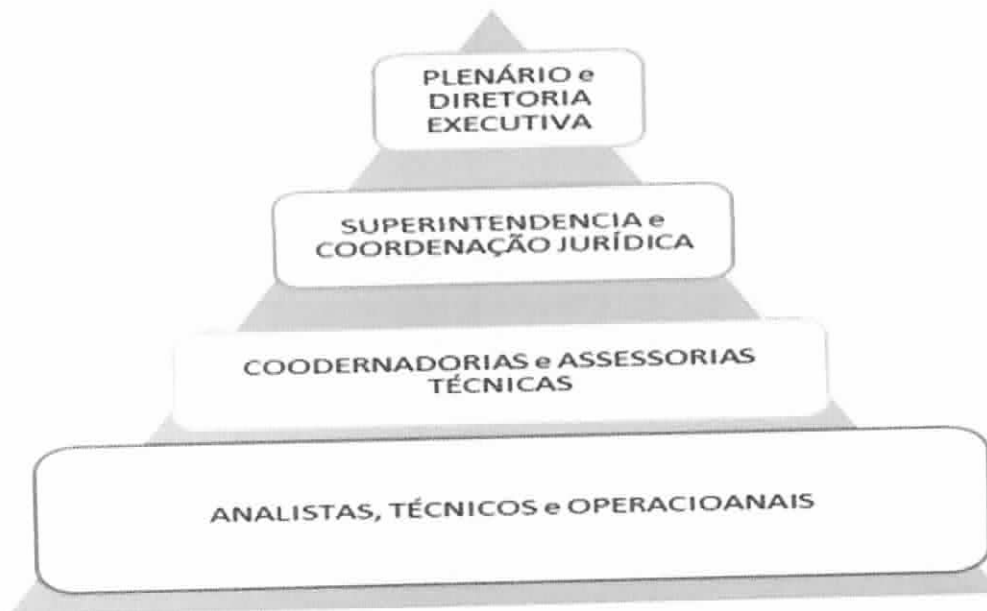 PLENÁRIO e
DIRETORIA
EXECUTIVA
SUPERINTENDENCIA e
COORDENAÇÃO JURÍDICA
COODERNADORIAS e ASSESSORIAS
TÉCNICAS
ANALISTAS, TÉCNICOS e OPERACIOANAIS